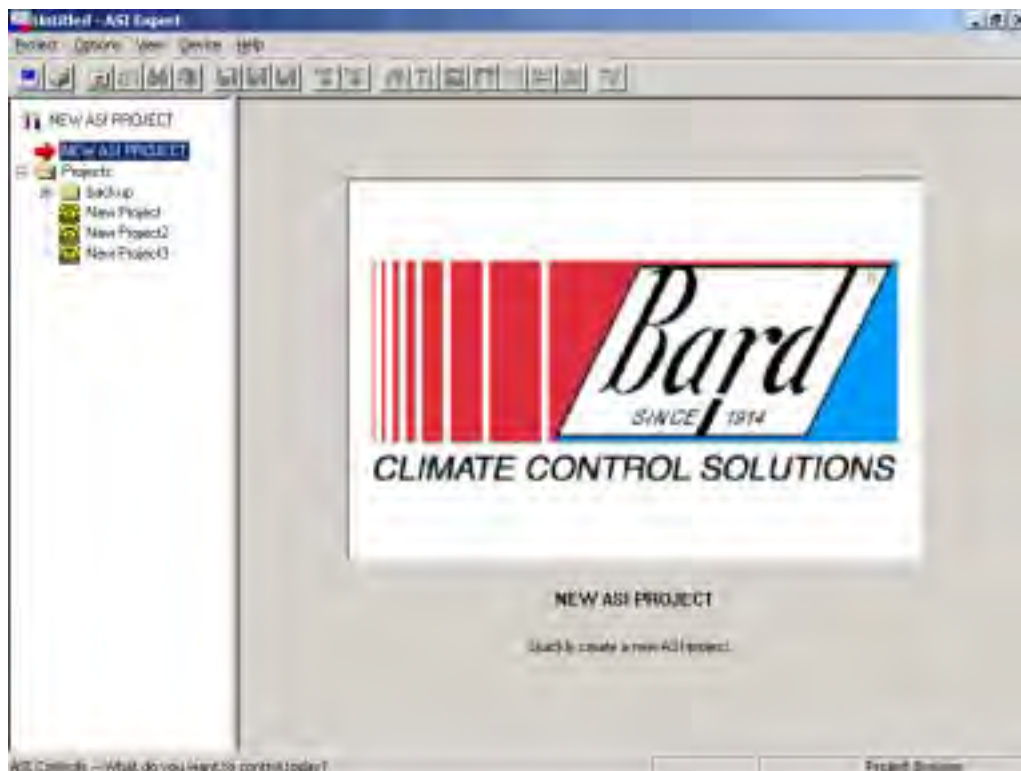 Untitled - ASI Expert
Project Options View Device Help
NEW ASI PROJECT
NEW ASI PROJECT
Projects
backup
New Project
New Project2
New Project3
Bard
®
SINCE 1914
CLIMATE CONTROL SOLUTIONS
NEW ASI PROJECT
Quickly create a new ASI project.
ASI Controls -- What do you want to control today?
Project Browser